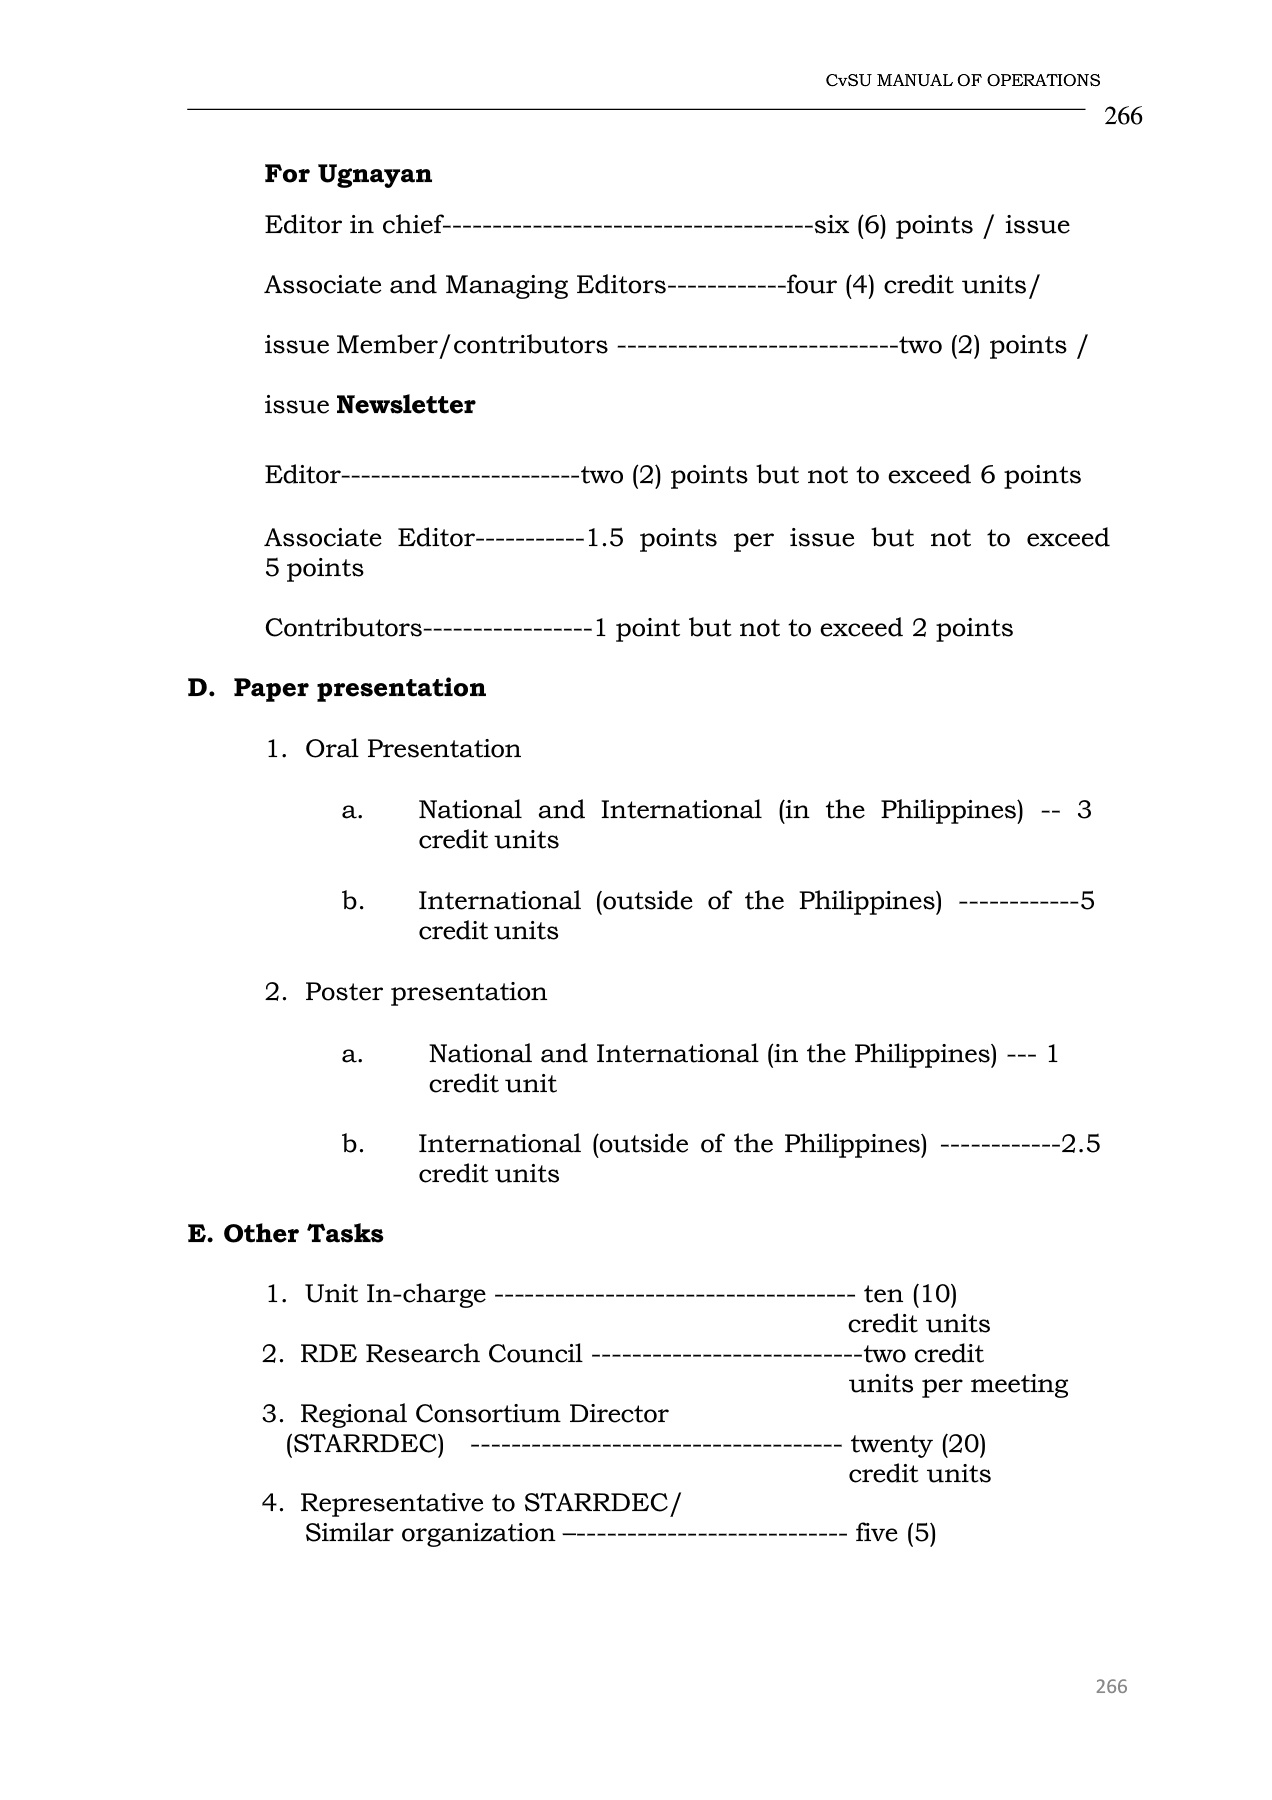 CvSU MANUAL OF OPERATIONS
266
For Ugnayan
Editor in chief-------------------------------------six (6) points / issue
Associate and Managing Editors------------four (4) credit units/
issue Member/contributors ----------------------------two (2) points /
issue Newsletter
Editor------------------------two (2) points but not to exceed 6 points
Associate Editor-----------1.5 points per issue but not to exceed
5 points
Contributors-----------------1 point but not to exceed 2 points
D. Paper presentation
1. Oral Presentation
a. National and International (in the Philippines) -- 3
credit units
b. International (outside of the Philippines) ------------5
credit units
2. Poster presentation
a. National and International (in the Philippines) --- 1
credit unit
b. International (outside of the Philippines) ------------2.5
credit units
E. Other Tasks
1. Unit In-charge ------------------------------------ ten (10)
credit units
2. RDE Research Council ---------------------------two credit
units per meeting
3. Regional Consortium Director
(STARRDEC) ------------------------------------- twenty (20)
credit units
4. Representative to STARRDEC/
Similar organization –--------------------------- five (5)
266